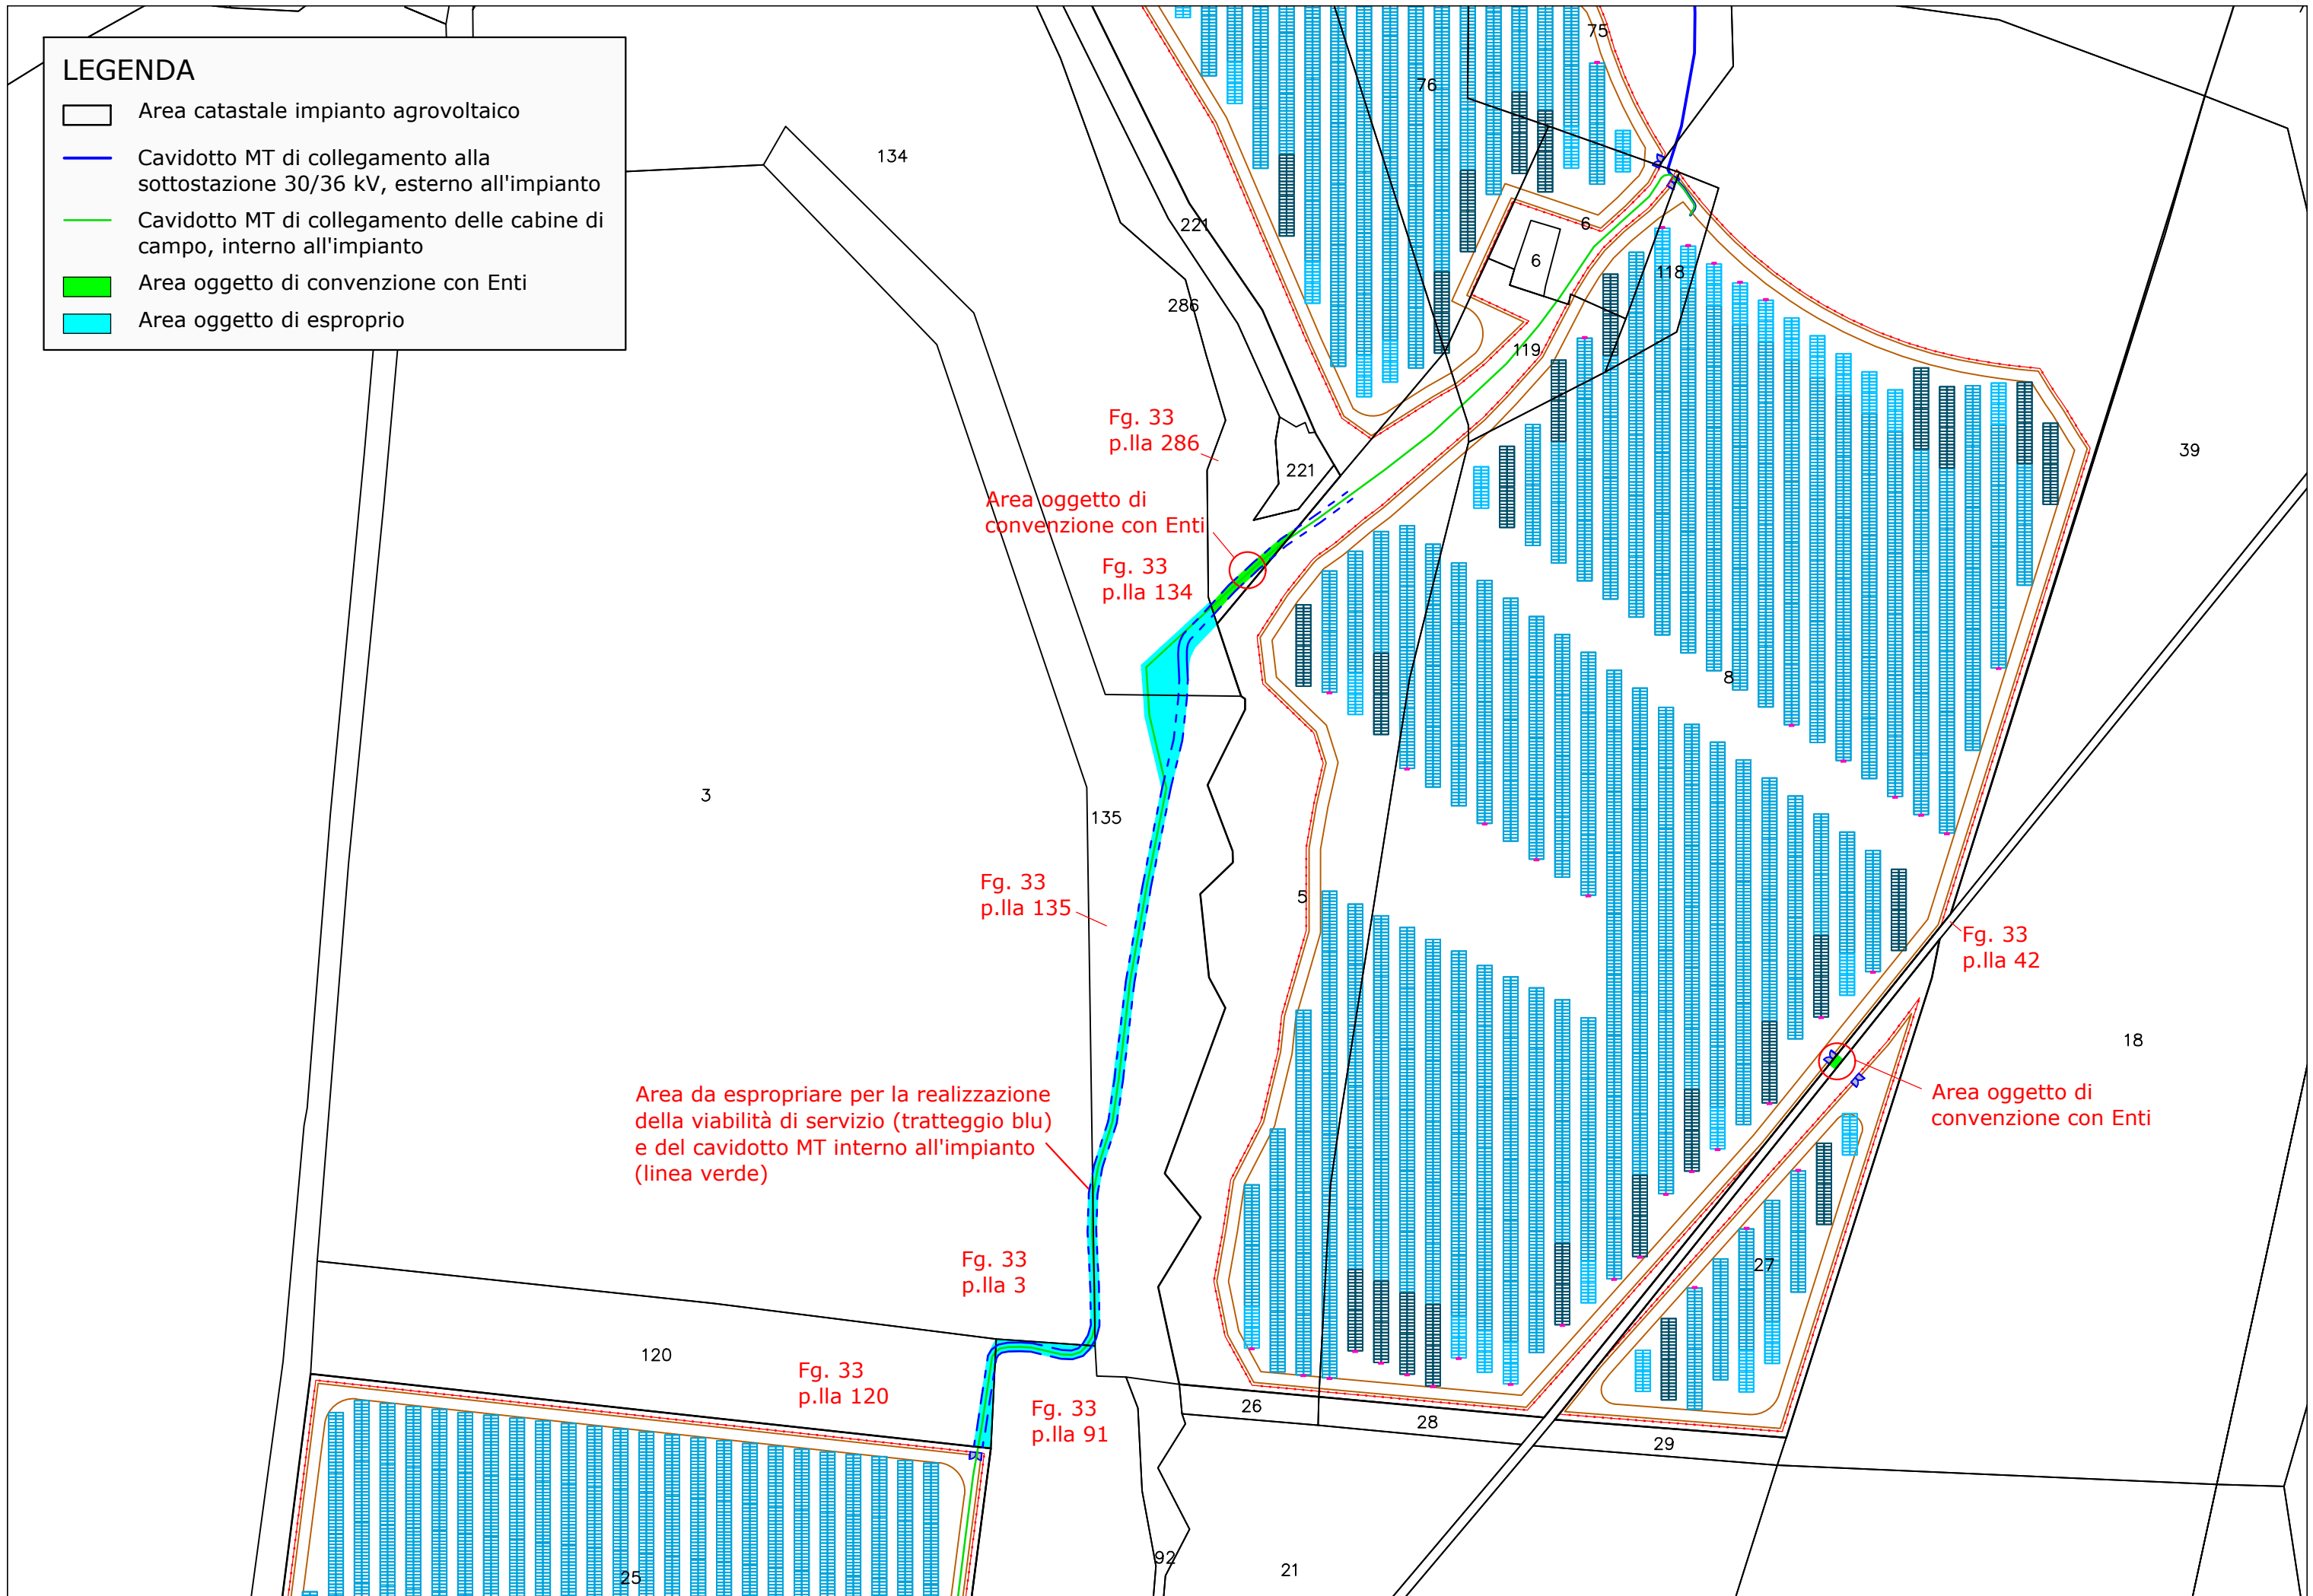 LEGENDA
Area catastale impianto agrovoltaico
Cavidotto MT di collegamento alla
sottostazione 30/36 kV, esterno all'impianto
Cavidotto MT di collegamento delle cabine di
campo, interno all'impianto
Area oggetto di convenzione con Enti
Area oggetto di esproprio
75
76
134
221
6
6
118
286
119
Fg. 33
p.lla 286
221
39
Area oggetto di
convenzione con Enti
Fg. 33
p.lla 134
8
3
135
Fg. 33
p.lla 135
5
Fg. 33
p.lla 42
18
Area da espropriare per la realizzazione
della viabilità di servizio (tratteggio blu)
e del cavidotto MT interno all'impianto
(linea verde)
Area oggetto di
convenzione con Enti
Fg. 33
p.lla 3
27
120
Fg. 33
p.lla 120
Fg. 33
p.lla 91
26
28
29
92
21
25